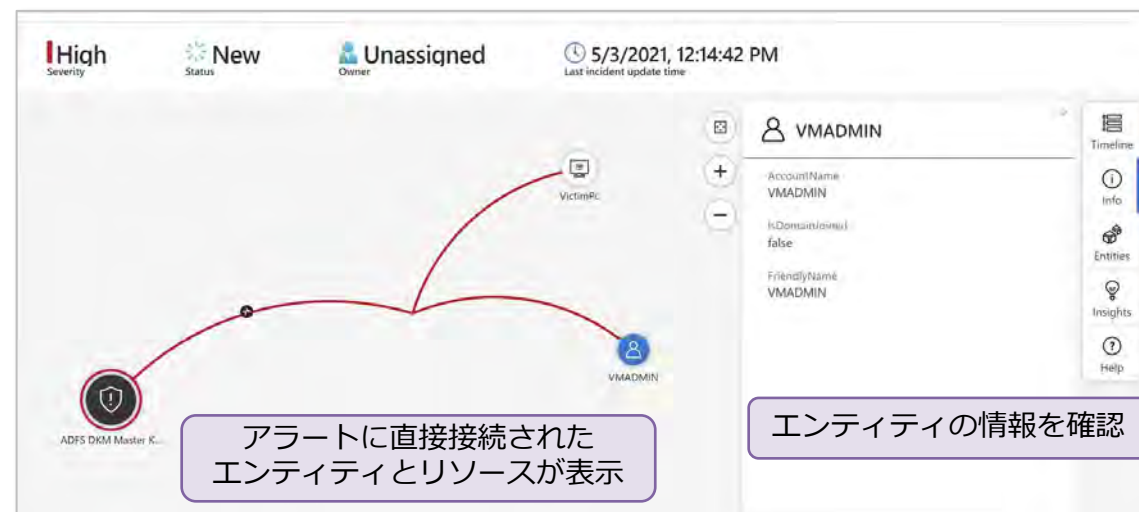 High
Severity
New
Status
Unassigned
Owner
5/3/2021, 12:14:42 PM
Last incident update time
VictimPc
VMADMIN
ADFS DKM Master K...
アラートに直接接続された
エンティティとリソースが表示
VMADMIN
AccountName
VMADMIN
IsDomainJoined
false
FriendlyName
VMADMIN
エンティティの情報を確認
Timeline
Info
Entities
Insights
Help